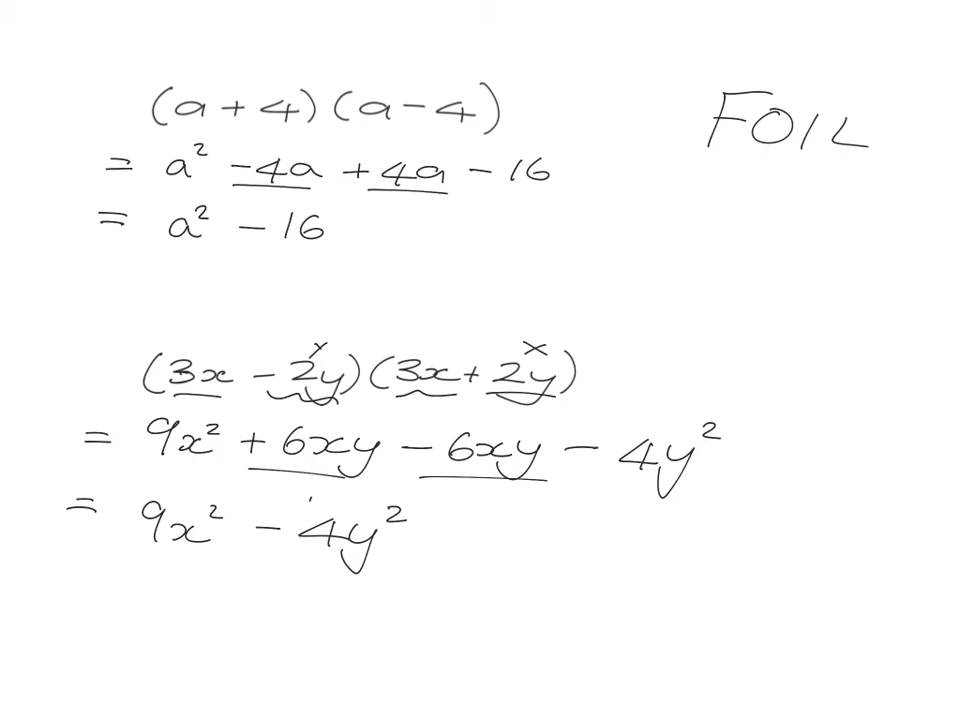 (a + 4)(a - 4)
FOIL
= a² - 4a + 4a - 16
= a² - 16
(3x - 2y)(3x + 2y)
= 9x² + 6xy - 6xy - 4y²
= 9x² - 4y²